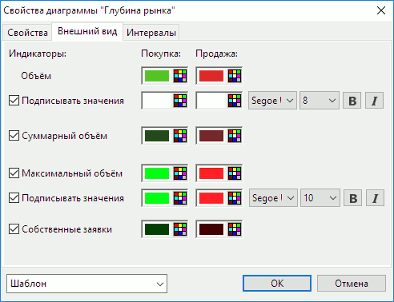 Свойства диаграммы "Глубина рынка"
Свойства Внешний вид Интервалы
Индикаторы: Покупка: Продажа:
Объём
Подписывать значения Segoe 8 B I
Суммарный объём
Максимальный объём
Подписывать значения Segoe 10 B I
Собственные заявки
Шаблон OK Отмена